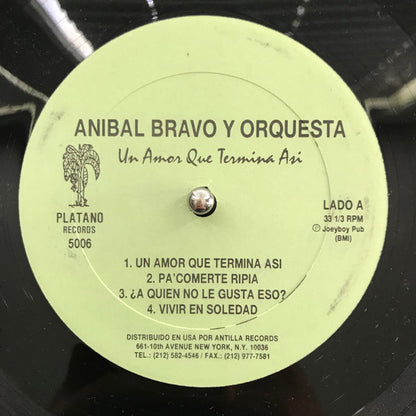 ANIBAL BRAVO Y ORQUESTA
Un Amor Que Termina Asi
PLATANO
RECORDS
5006
LADO A
33 1/3 RPM
Ⓟ Joeyboy Pub
(BMI)
1. UN AMOR QUE TERMINA ASI
2. PA'COMERTE RIPIA
3. ¿A QUIEN NO LE GUSTA ESO?
4. VIVIR EN SOLEDAD
DISTRIBUIDO EN USA POR ANTILLA RECORDS
661-10th AVENUE NEW YORK, N.Y. 10036
TEL.: (212) 582-4546 / FAX.: (212) 977-7581